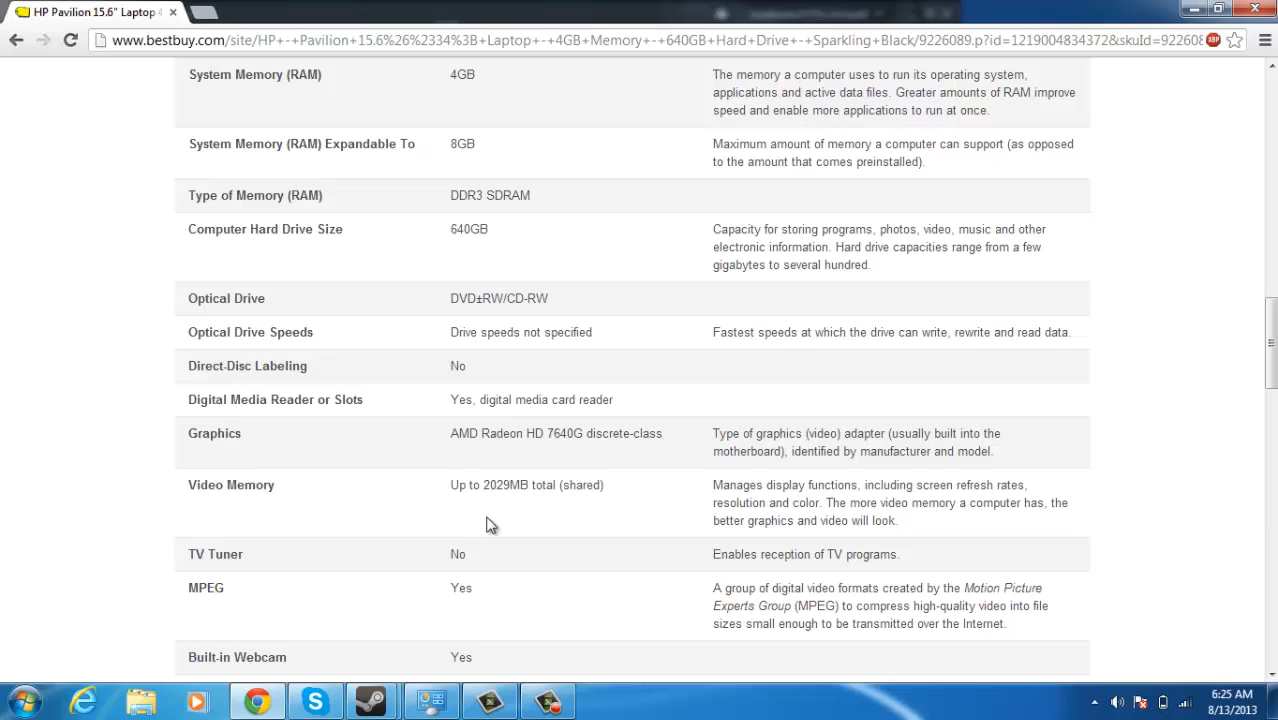 HP Pavilion 15.6" Laptop 4
www.bestbuy.com/site/HP+-+Pavilion+15.6%26%2334%3B+Laptop+-+4GB+Memory+-+640GB+Hard+Drive+-+Sparkling+Black/9226089.p?id=1219004834372&skuId=92260
ABP
System Memory (RAM) 4GB The memory a computer uses to run its operating system,
applications and active data files. Greater amounts of RAM improve
speed and enable more applications to run at once.
System Memory (RAM) Expandable To 8GB Maximum amount of memory a computer can support (as opposed
to the amount that comes preinstalled).
Type of Memory (RAM) DDR3 SDRAM
Computer Hard Drive Size 640GB Capacity for storing programs, photos, video, music and other
electronic information. Hard drive capacities range from a few
gigabytes to several hundred.
Optical Drive DVD±RW/CD-RW
Optical Drive Speeds Drive speeds not specified Fastest speeds at which the drive can write, rewrite and read data.
Direct-Disc Labeling No
Digital Media Reader or Slots Yes, digital media card reader
Graphics AMD Radeon HD 7640G discrete-class Type of graphics (video) adapter (usually built into the
motherboard), identified by manufacturer and model.
Video Memory Up to 2029MB total (shared) Manages display functions, including screen refresh rates,
resolution and color. The more video memory a computer has, the
better graphics and video will look.
TV Tuner No Enables reception of TV programs.
MPEG Yes A group of digital video formats created by the Motion Picture
Experts Group (MPEG) to compress high-quality video into file
sizes small enough to be transmitted over the Internet.
Built-in Webcam Yes
6:25 AM
8/13/2013